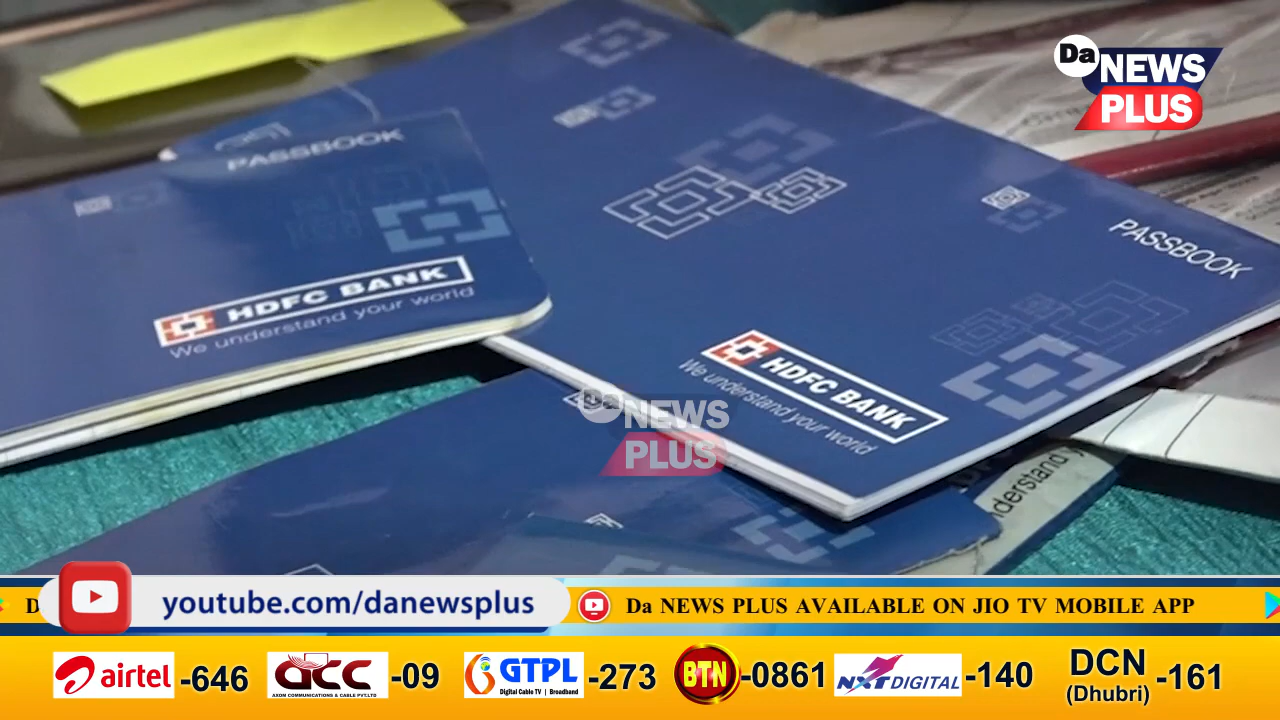 Da NEWS
PLUS
PASSBOOK
HDFC BANK
We understand your world
PASSBOOK
HDFC BANK
We understand your world
Da NEWS
PLUS
understand y
youtube.com/danewsplus
Da NEWS PLUS AVAILABLE ON JIO TV MOBILE APP
airtel -646
ACC
AXON COMMUNICATIONS & CABLE PVT.LTD
-09
GTPL
Digital Cable TV | Broadband
-273
BTN -0861
NXT DIGITAL -140
DCN
(Dhubri)
-161